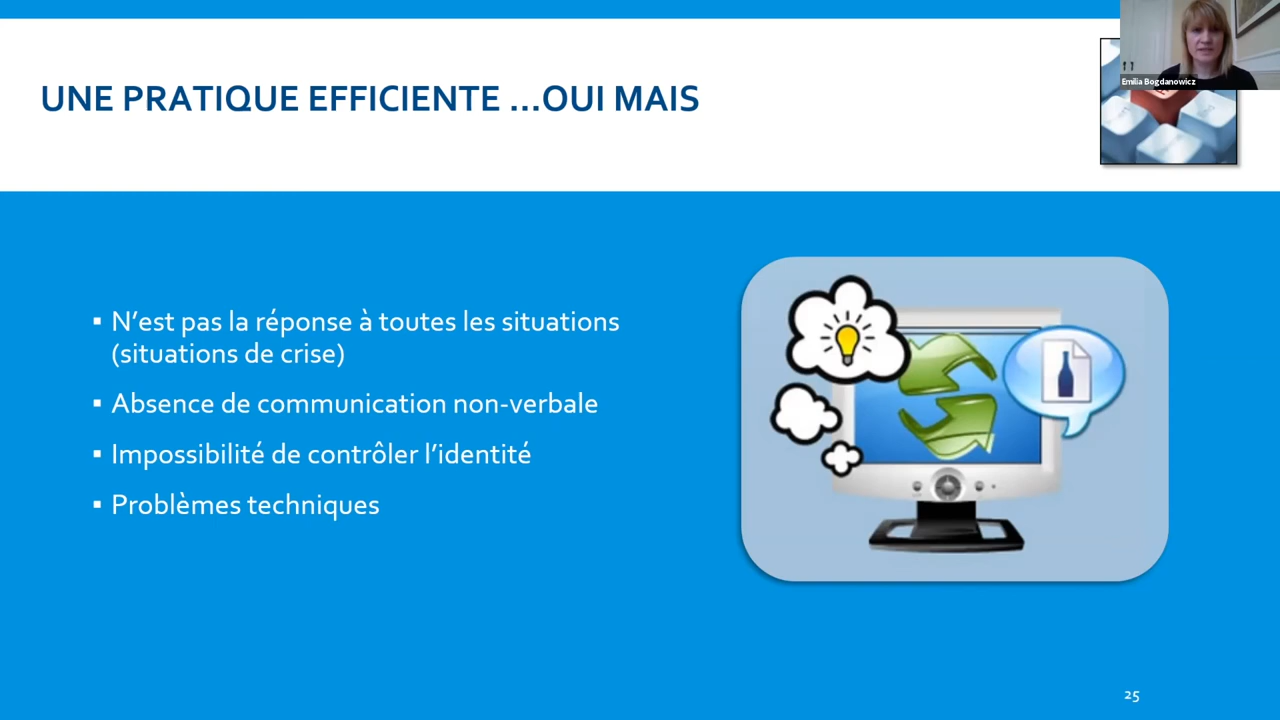 Emilia Bogdanowicz
UNE PRATIQUE EFFICIENTE ...OUI MAIS
▪ N’est pas la réponse à toutes les situations
(situations de crise)
▪ Absence de communication non-verbale
▪ Impossibilité de contrôler l’identité
▪ Problèmes techniques
25